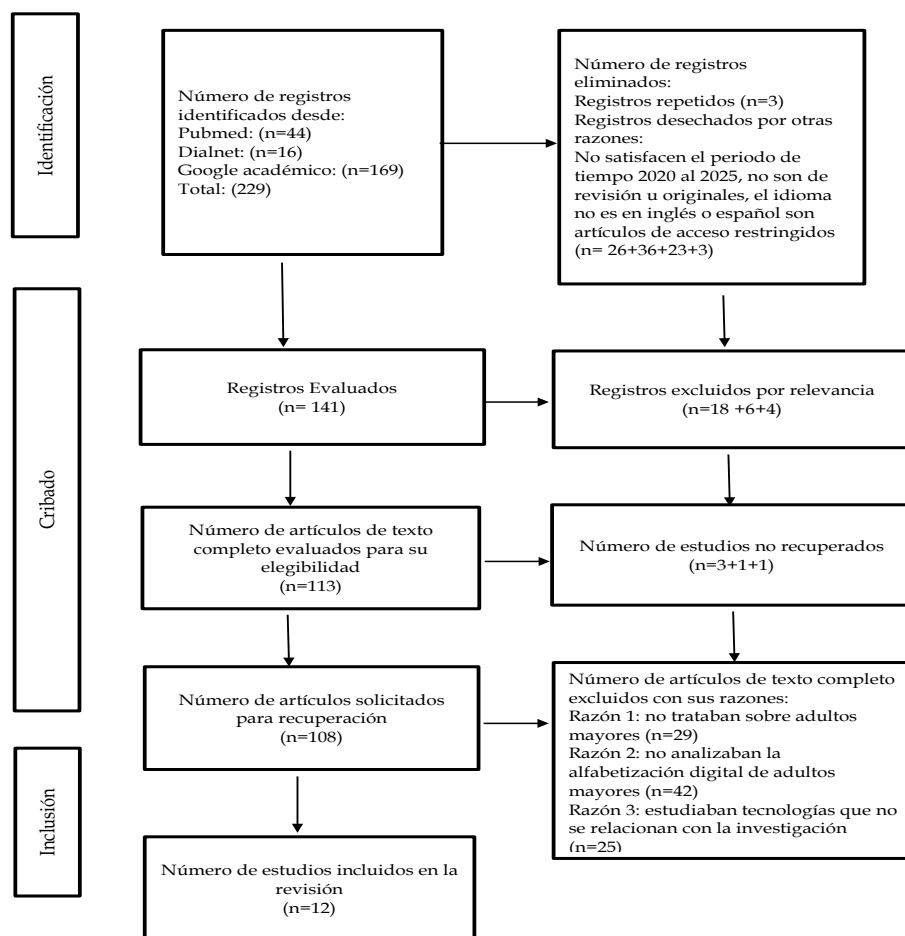 Identificación
Número de registros
identificados desde:
Pubmed: (n=44)
Dialnet: (n=16)
Google académico: (n=169)
Total: (229)
Número de registros
eliminados:
Registros repetidos (n=3)
Registros desechados por otras
razones:
No satisfacen el periodo de
tiempo 2020 al 2025, no son de
revisión u originales, el idioma
no es en inglés o español son
artículos de acceso restringidos
(n= 26+36+23+3)
Cribado
Registros Evaluados
(n= 141)
Registros excluidos por relevancia
(n=18 +6+4)
Número de artículos de texto
completo evaluados para su
elegibilidad
(n=113)
Número de estudios no recuperados
(n=3+1+1)
Número de artículos solicitados
para recuperación
(n=108)
Número de artículos de texto completo
excluidos con sus razones:
Razón 1: no trataban sobre adultos
mayores (n=29)
Razón 2: no analizaban la
alfabetización digital de adultos
mayores (n=42)
Razón 3: estudiaban tecnologías que no
se relacionan con la investigación
(n=25)
Inclusión
Número de estudios incluidos en la
revisión
(n=12)